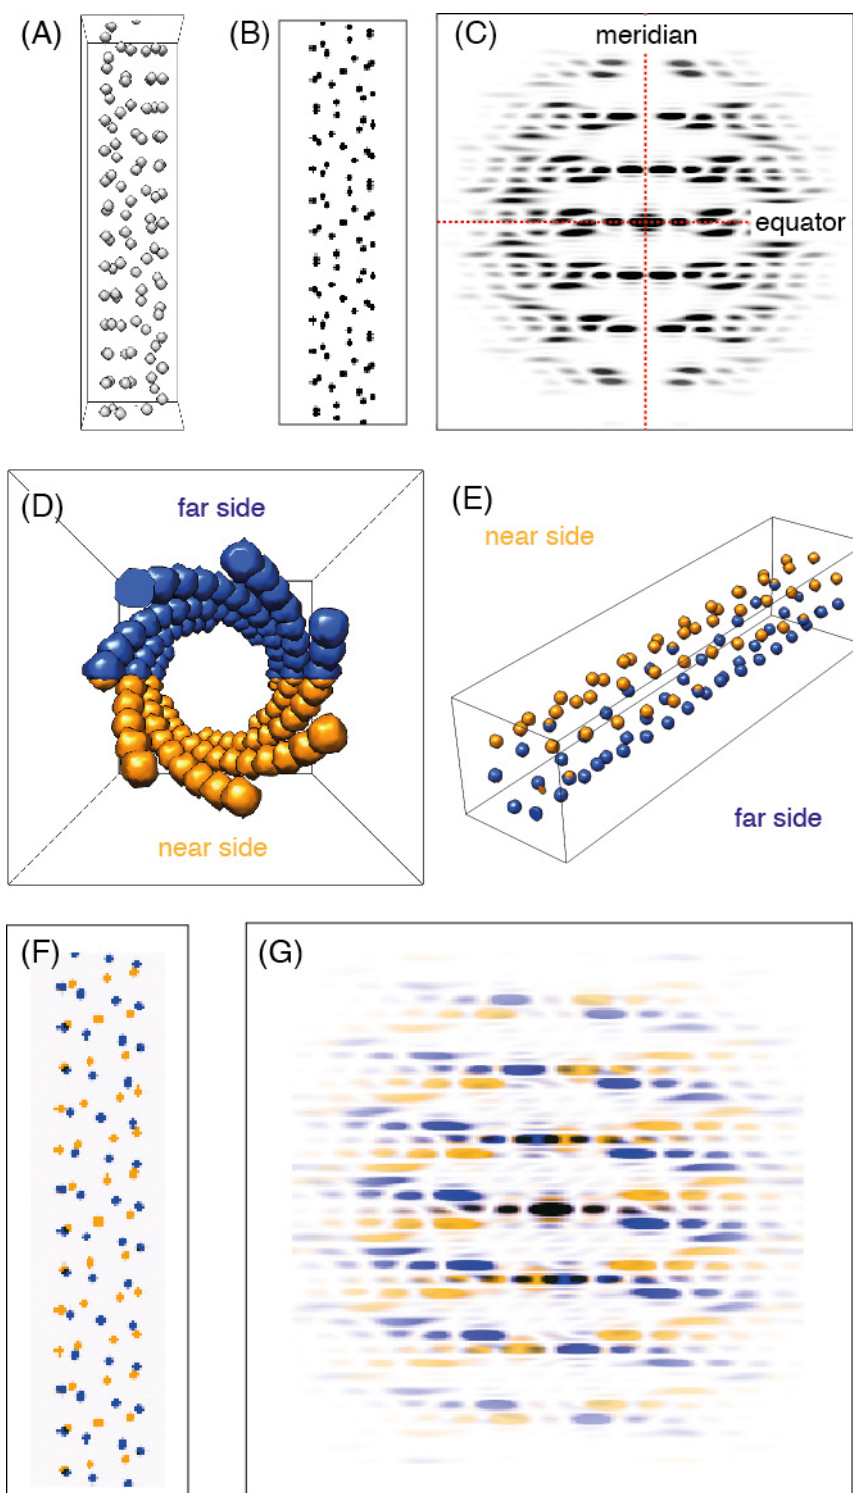 (A)
(B)
(C)
meridian
equator
(D)
far side
near side
(E)
near side
far side
(F)
(G)